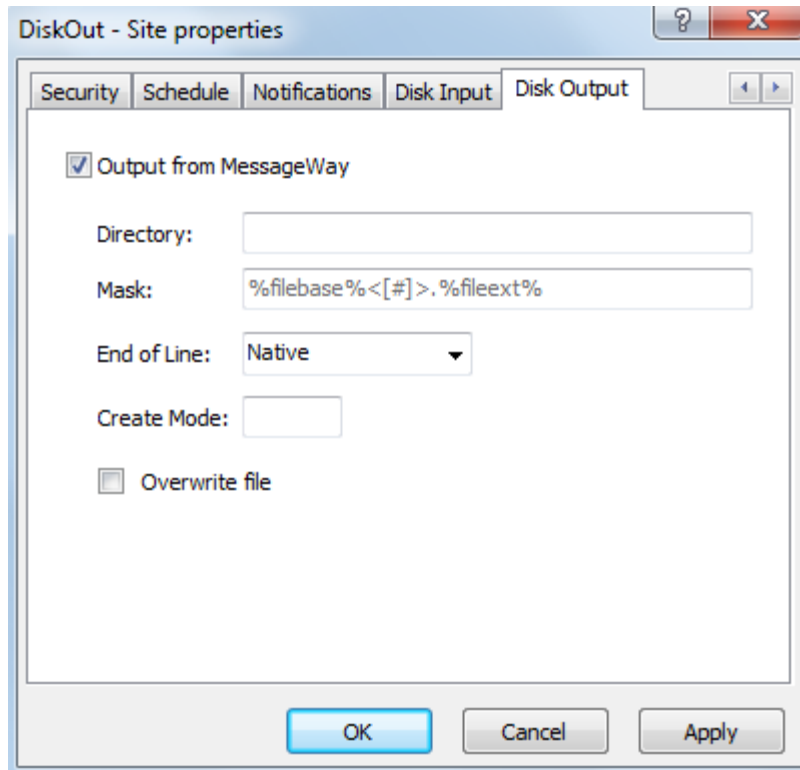 DiskOut - Site properties
? X
Security Schedule Notifications Disk Input Disk Output
Output from MessageWay
Directory:
Mask: %filebase%<[#]>.%fileext%
End of Line: Native
Create Mode:
Overwrite file
OK Cancel Apply